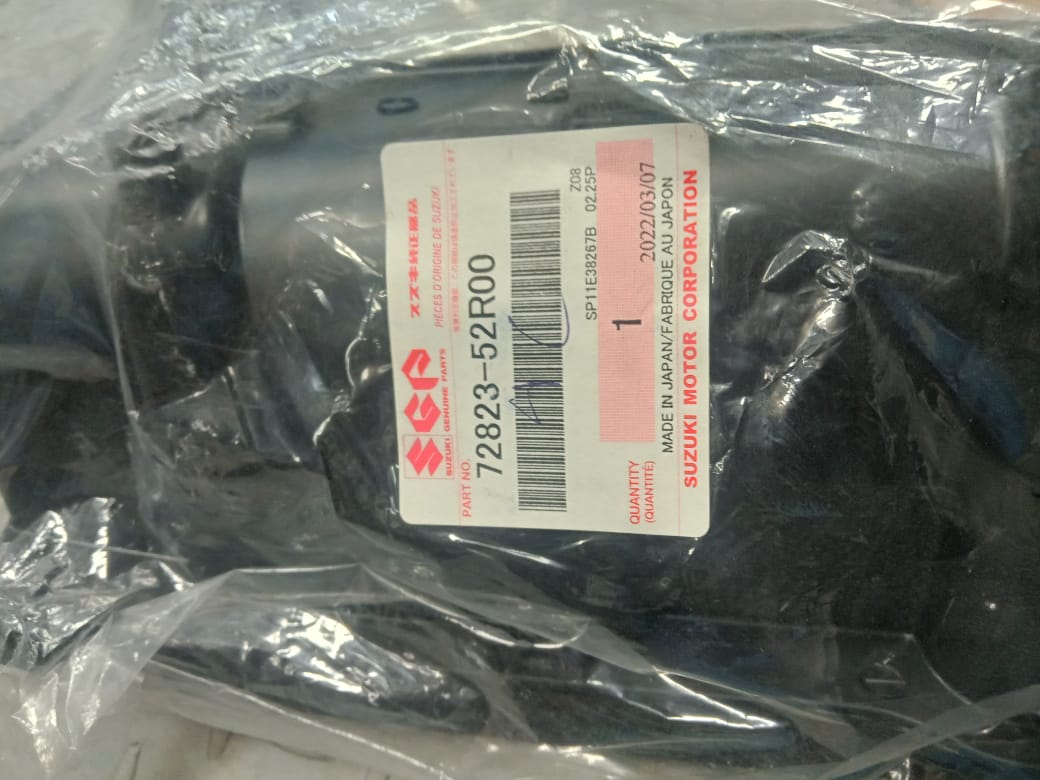 SGP
SUZUKI GENUINE PARTS
スズキ純正部品
PIECES D'ORIGINE DE SUZUKI
PART NO.
72823-52R00
Z08
SP11E38267B 02.25P
QUANTITY
(QUANTITÉ)
1
2022/03/07
MADE IN JAPAN/FABRIQUE AU JAPON
SUZUKI MOTOR CORPORATION